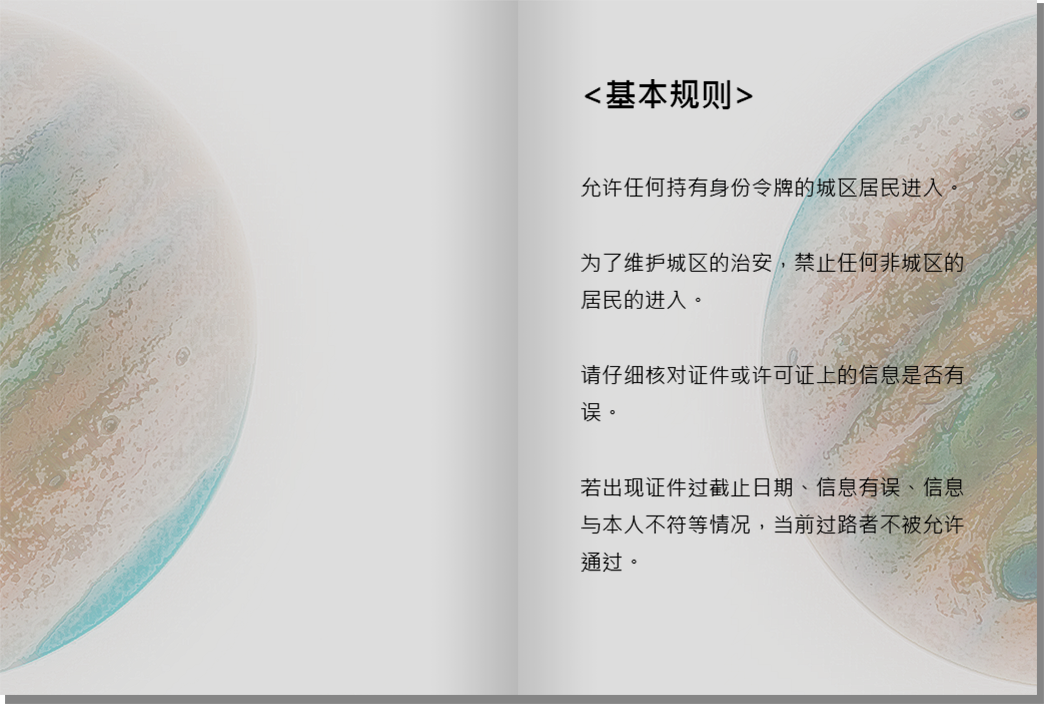 <基本规则>
允许任何持有身份令牌的城区居民进入。
为了维护城区的治安，禁止任何非城区的
居民的进入。
请仔细核对证件或许可证上的信息是否有
误。
若出现证件过截止日期、信息有误、信息
与本人不符等情况，当前过路者不被允许
通过。